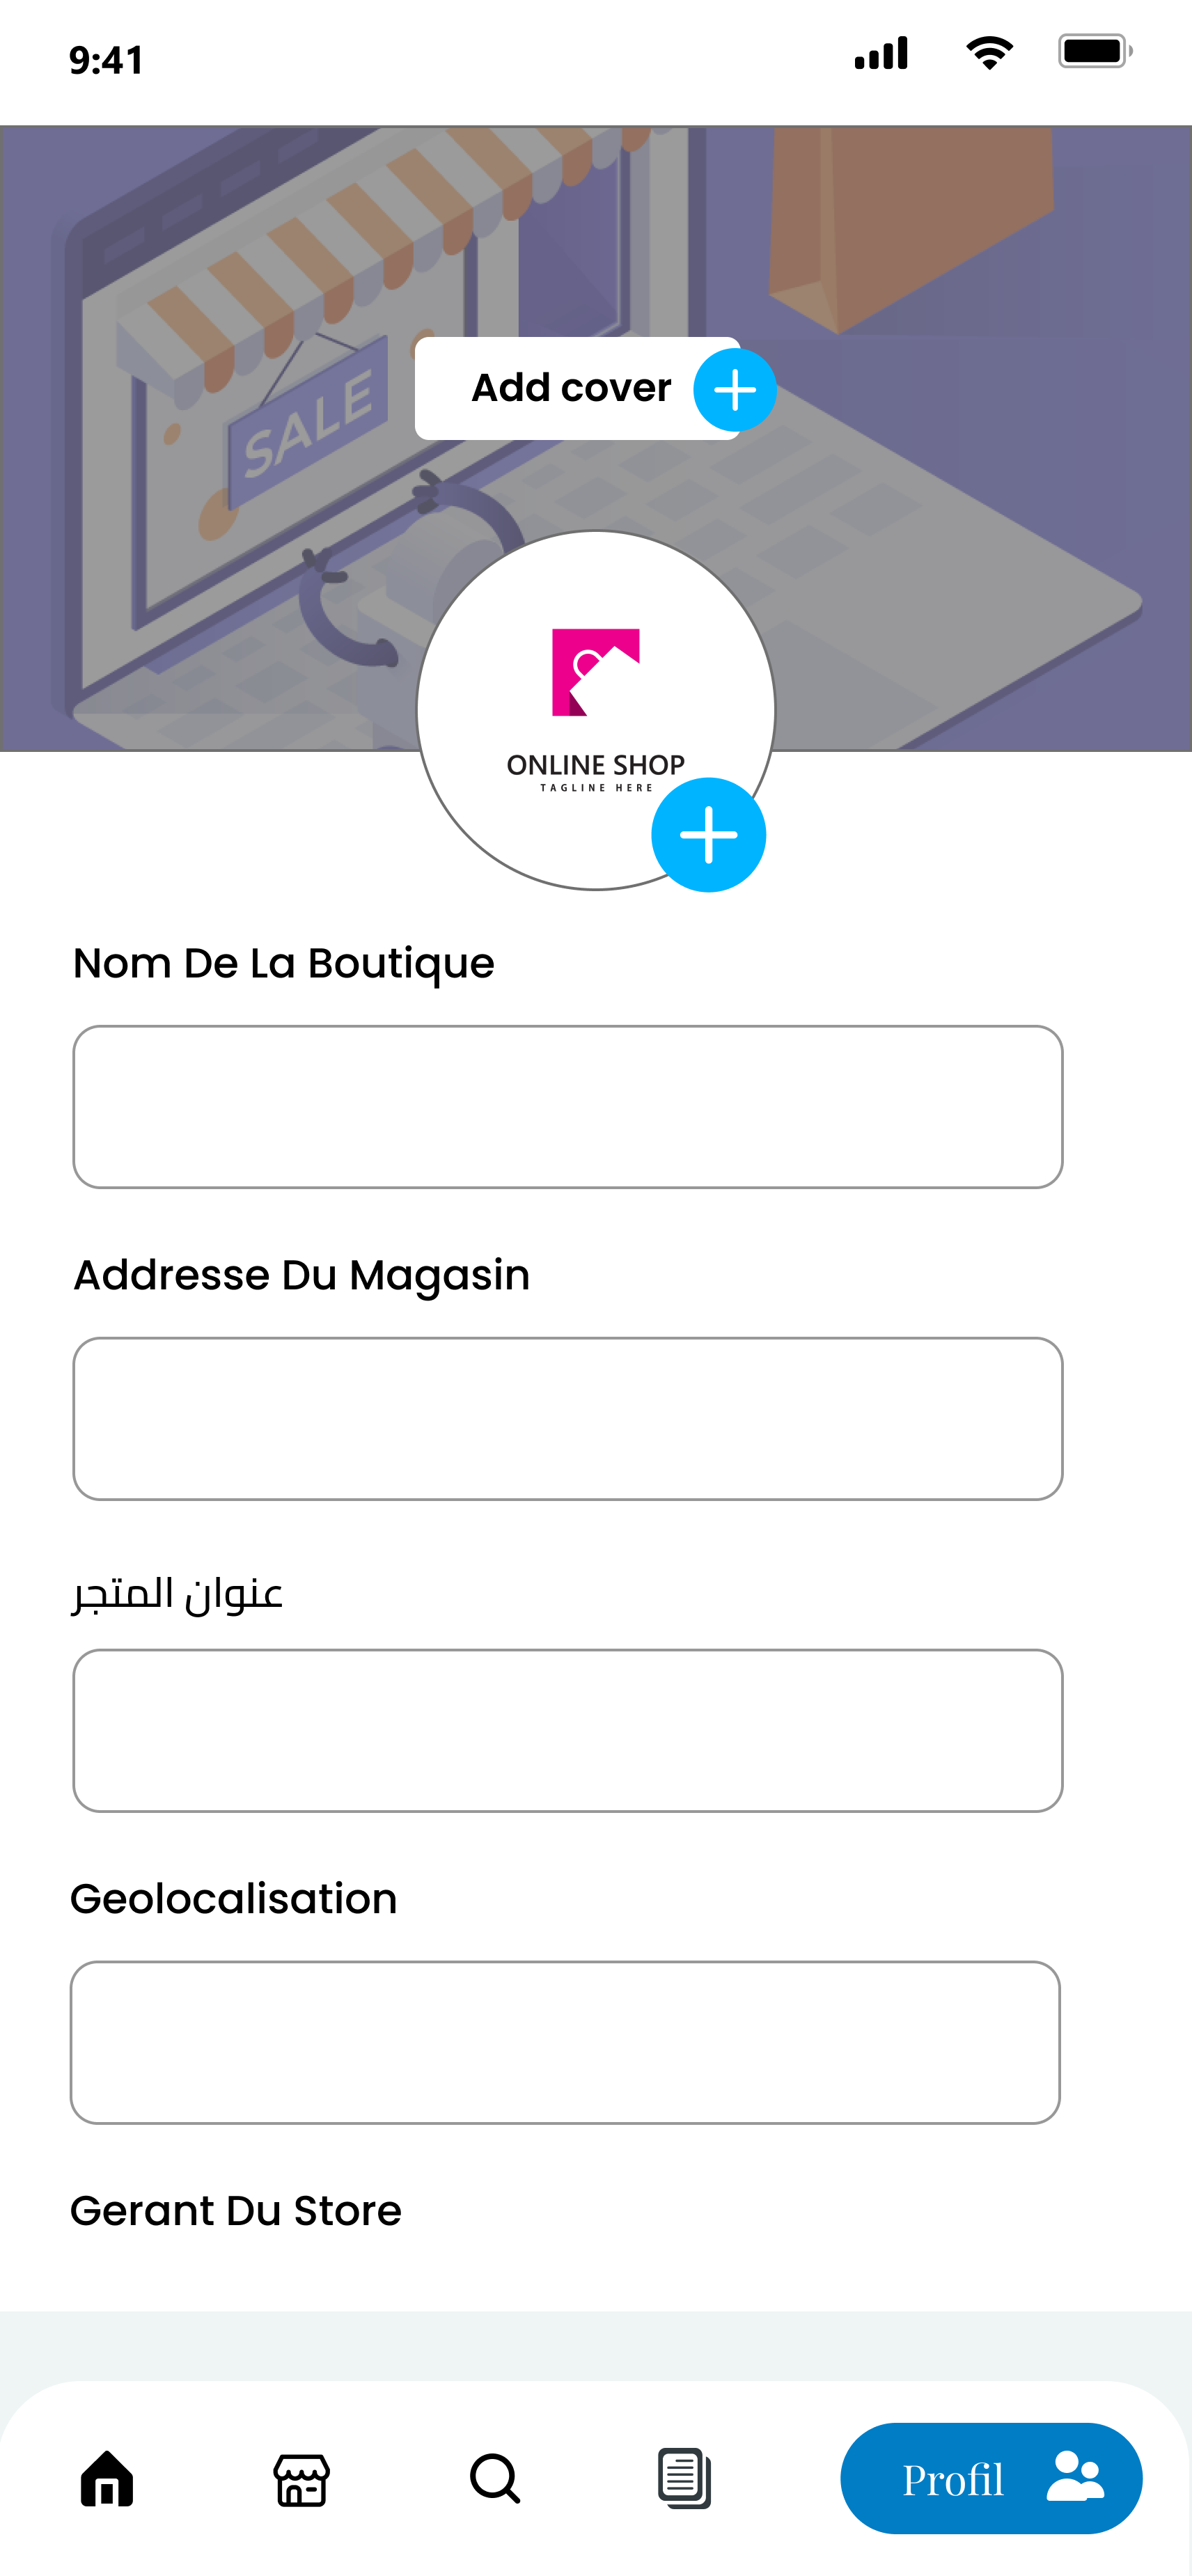 9:41
SALE
Add cover
ONLINE SHOP
TAGLINE HERE
Nom De La Boutique
Addresse Du Magasin
عنوان المتجر
Geolocalisation
Gerant Du Store
Profil